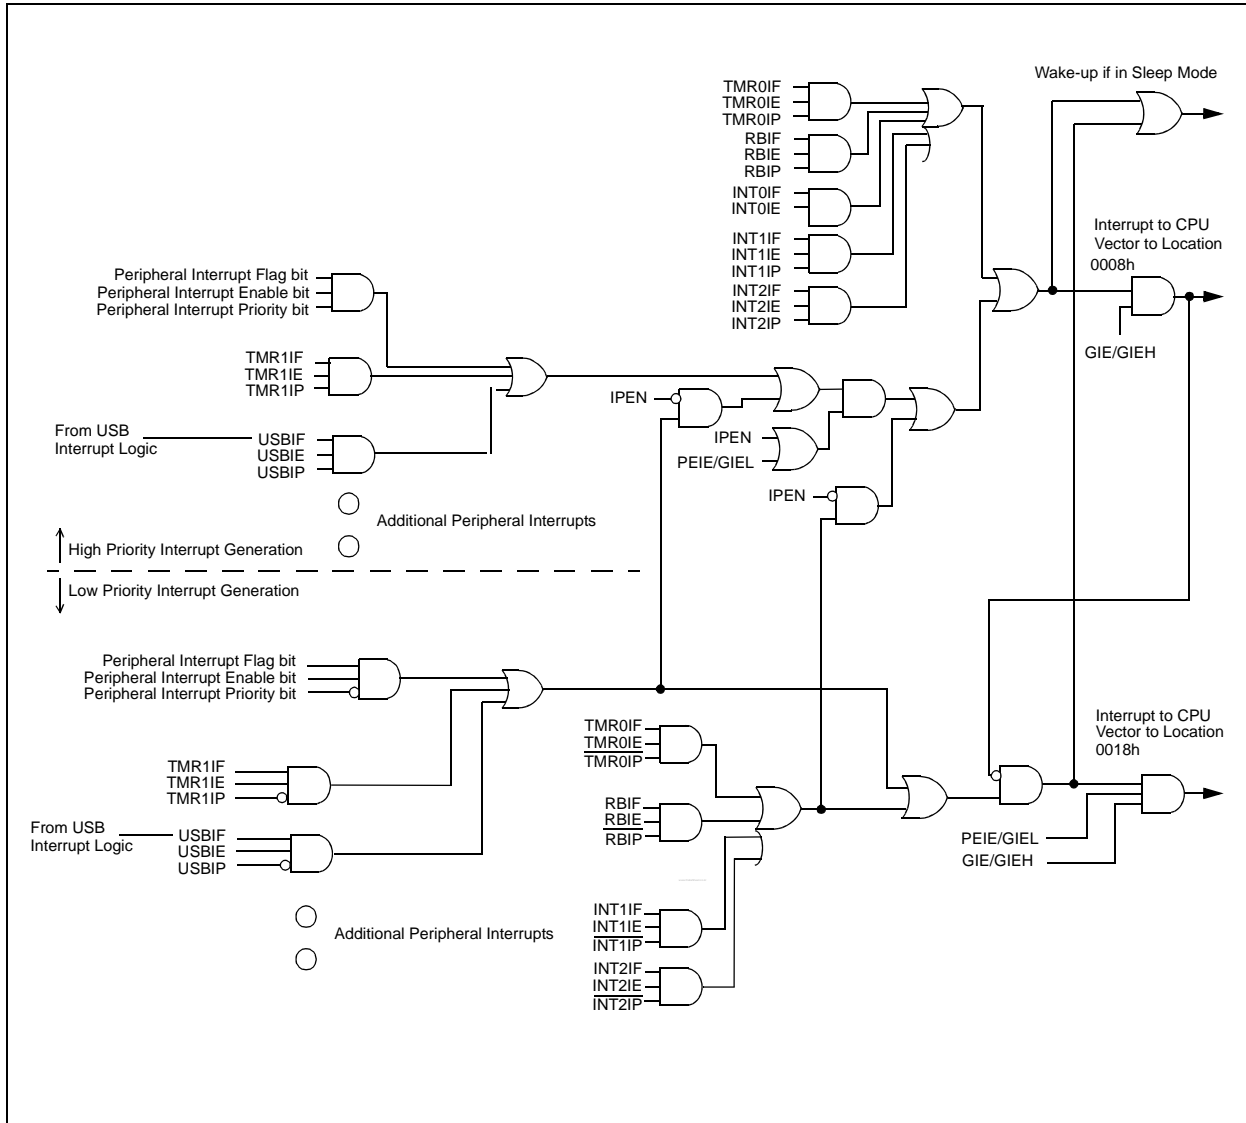 Wake-up if in Sleep Mode
TMR0IF
TMR0IE
TMR0IP
RBIF
RBIE
RBIP
INT0IF
INT0IE
INT1IF
INT1IE
INT1IP
INT2IF
INT2IE
INT2IP
Interrupt to CPU
Vector to Location
0008h
GIE/GIEH
Peripheral Interrupt Flag bit
Peripheral Interrupt Enable bit
Peripheral Interrupt Priority bit
TMR1IF
TMR1IE
TMR1IP
From USB
Interrupt Logic
USBIF
USBIE
USBIP
IPEN
IPEN
PEIE/GIEL
IPEN
Additional Peripheral Interrupts
High Priority Interrupt Generation
Low Priority Interrupt Generation
Peripheral Interrupt Flag bit
Peripheral Interrupt Enable bit
Peripheral Interrupt Priority bit
TMR1IF
TMR1IE
TMR1IP
From USB
Interrupt Logic
USBIF
USBIE
USBIP
Additional Peripheral Interrupts
TMR0IF
TMR0IE
TMR0IP
RBIF
RBIE
RBIP
INT1IF
INT1IE
INT1IP
INT2IF
INT2IE
INT2IP
Interrupt to CPU
Vector to Location
0018h
PEIE/GIEL
GIE/GIEH